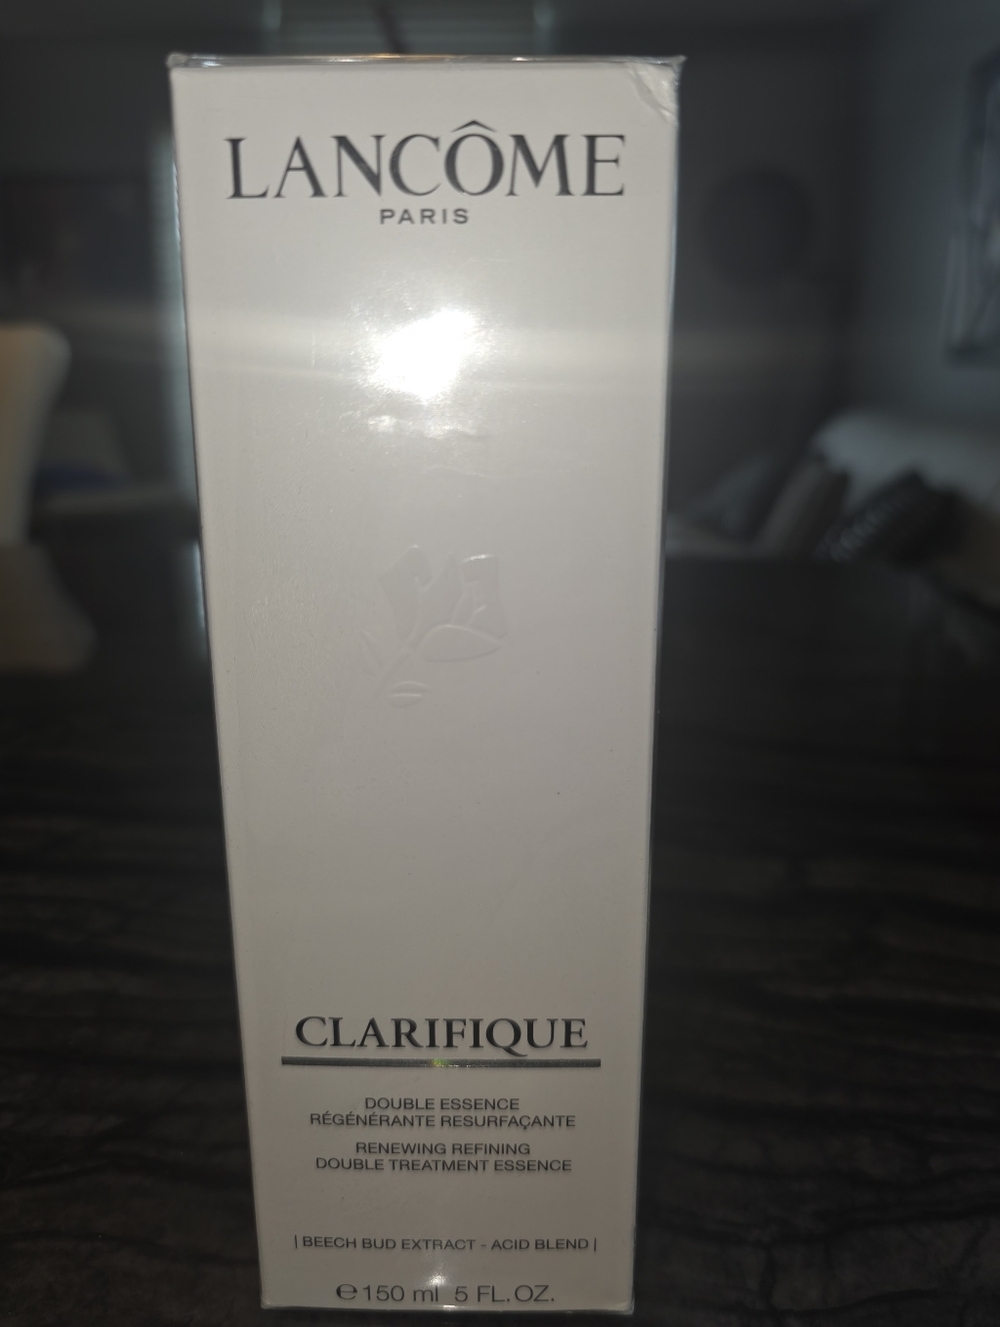 LANCÔME
PARIS
CLARIFIQUE
DOUBLE ESSENCE
RÉGÉNÉRANTE RESURFAÇANTE
RENEWING REFINING
DOUBLE TREATMENT ESSENCE
| BEECH BUD EXTRACT - ACID BLEND |
℮ 150 ml 5 FL.OZ.